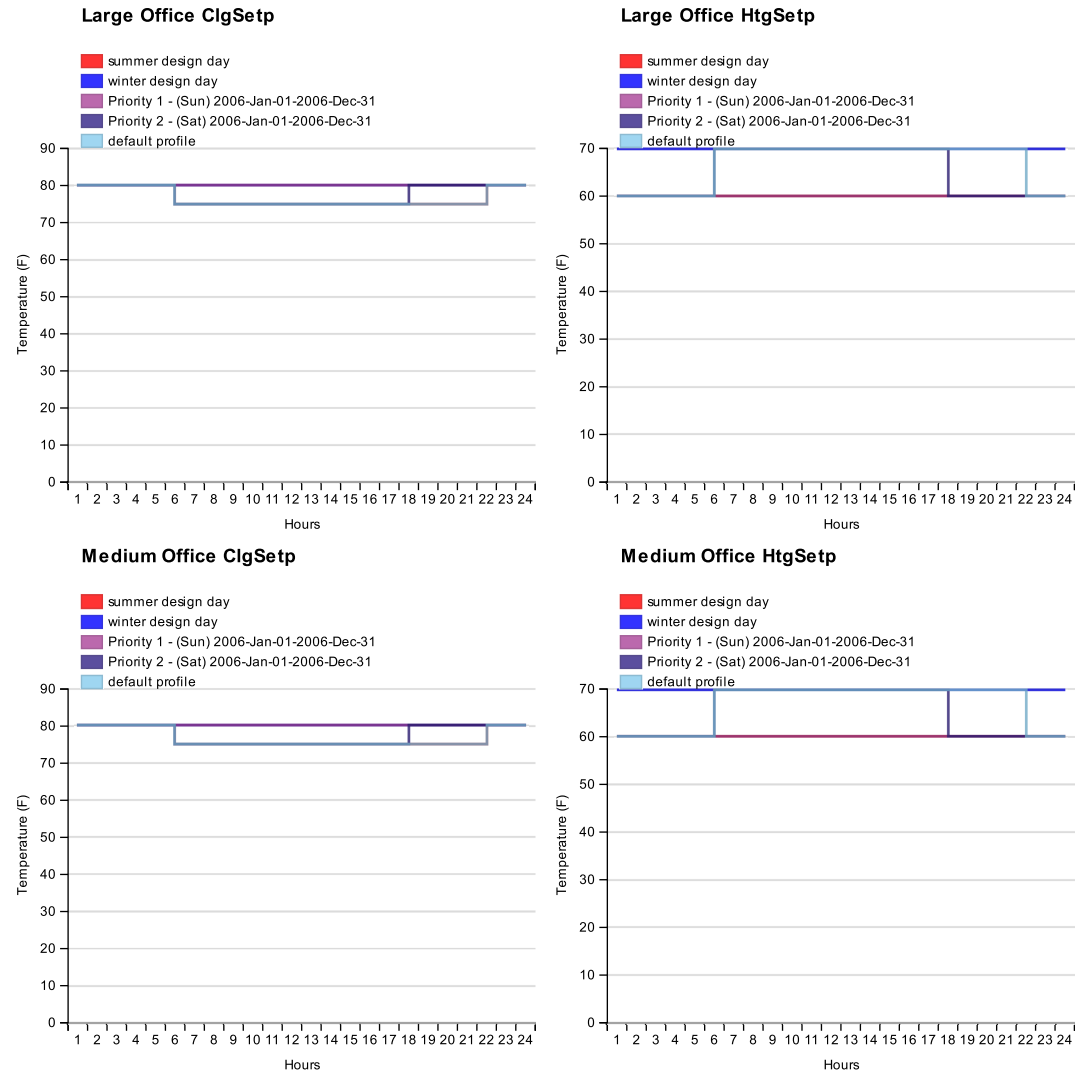 Large Office ClgSetp
summer design day
winter design day
Priority 1 - (Sun) 2006-Jan-01-2006-Dec-31
Priority 2 - (Sat) 2006-Jan-01-2006-Dec-31
default profile
90
80
70
60
50
40
30
20
10
0
Temperature (F)
1 2 3 4 5 6 7 8 9 10 11 12 13 14 15 16 17 18 19 20 21 22 23 24
Hours
Large Office HtgSetp
summer design day
winter design day
Priority 1 - (Sun) 2006-Jan-01-2006-Dec-31
Priority 2 - (Sat) 2006-Jan-01-2006-Dec-31
default profile
70
60
50
40
30
20
10
0
Temperature (F)
1 2 3 4 5 6 7 8 9 10 11 12 13 14 15 16 17 18 19 20 21 22 23 24
Hours
Medium Office ClgSetp
summer design day
winter design day
Priority 1 - (Sun) 2006-Jan-01-2006-Dec-31
Priority 2 - (Sat) 2006-Jan-01-2006-Dec-31
default profile
90
80
70
60
50
40
30
20
10
0
Temperature (F)
1 2 3 4 5 6 7 8 9 10 11 12 13 14 15 16 17 18 19 20 21 22 23 24
Hours
Medium Office HtgSetp
summer design day
winter design day
Priority 1 - (Sun) 2006-Jan-01-2006-Dec-31
Priority 2 - (Sat) 2006-Jan-01-2006-Dec-31
default profile
70
60
50
40
30
20
10
0
Temperature (F)
1 2 3 4 5 6 7 8 9 10 11 12 13 14 15 16 17 18 19 20 21 22 23 24
Hours